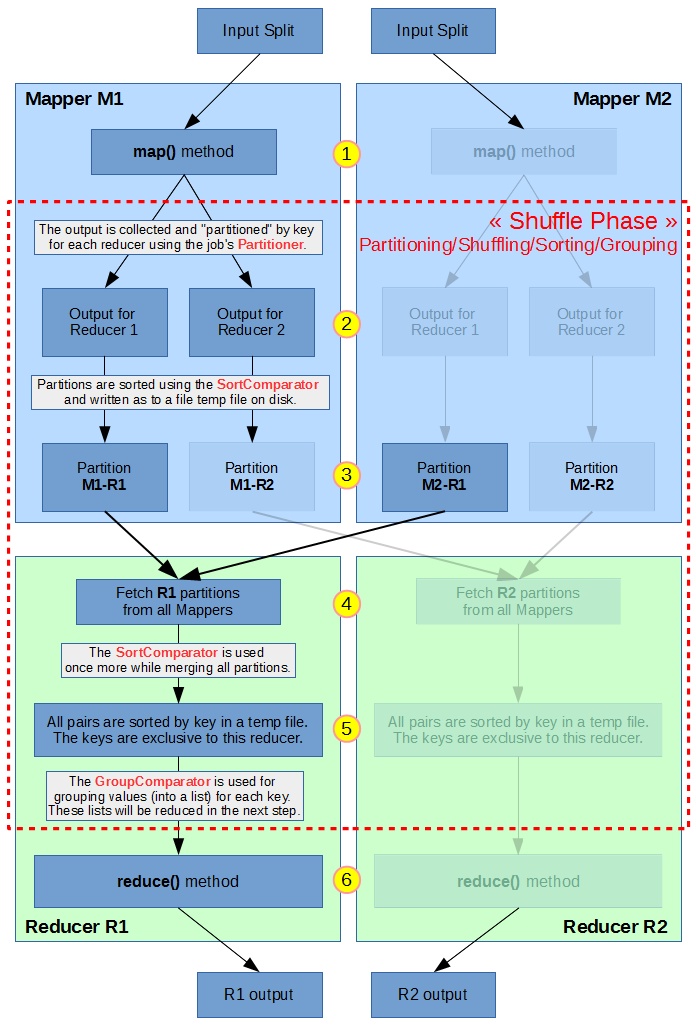 Input Split
Input Split
Mapper M1
Mapper M2
map() method
1
map() method
« Shuffle Phase »
Partitioning/Shuffling/Sorting/Grouping
The output is collected and "partitioned" by key
for each reducer using the job's Partitioner.
Output for
Reducer 1
Output for
Reducer 2
2
Output for
Reducer 1
Output for
Reducer 2
Partitions are sorted using the SortComparator
and written as to a file temp file on disk.
Partition
M1-R1
Partition
M1-R2
3
Partition
M2-R1
Partition
M2-R2
Fetch R1 partitions
from all Mappers
4
Fetch R2 partitions
from all Mappers
The SortComparator is used
once more while merging all partitions.
All pairs are sorted by key in a temp file.
The keys are exclusive to this reducer.
5
All pairs are sorted by key in a temp file.
The keys are exclusive to this reducer.
The GroupComparator is used for
grouping values (into a list) for each key.
These lists will be reduced in the next step.
reduce() method
6
reduce() method
Reducer R1
Reducer R2
R1 output
R2 output